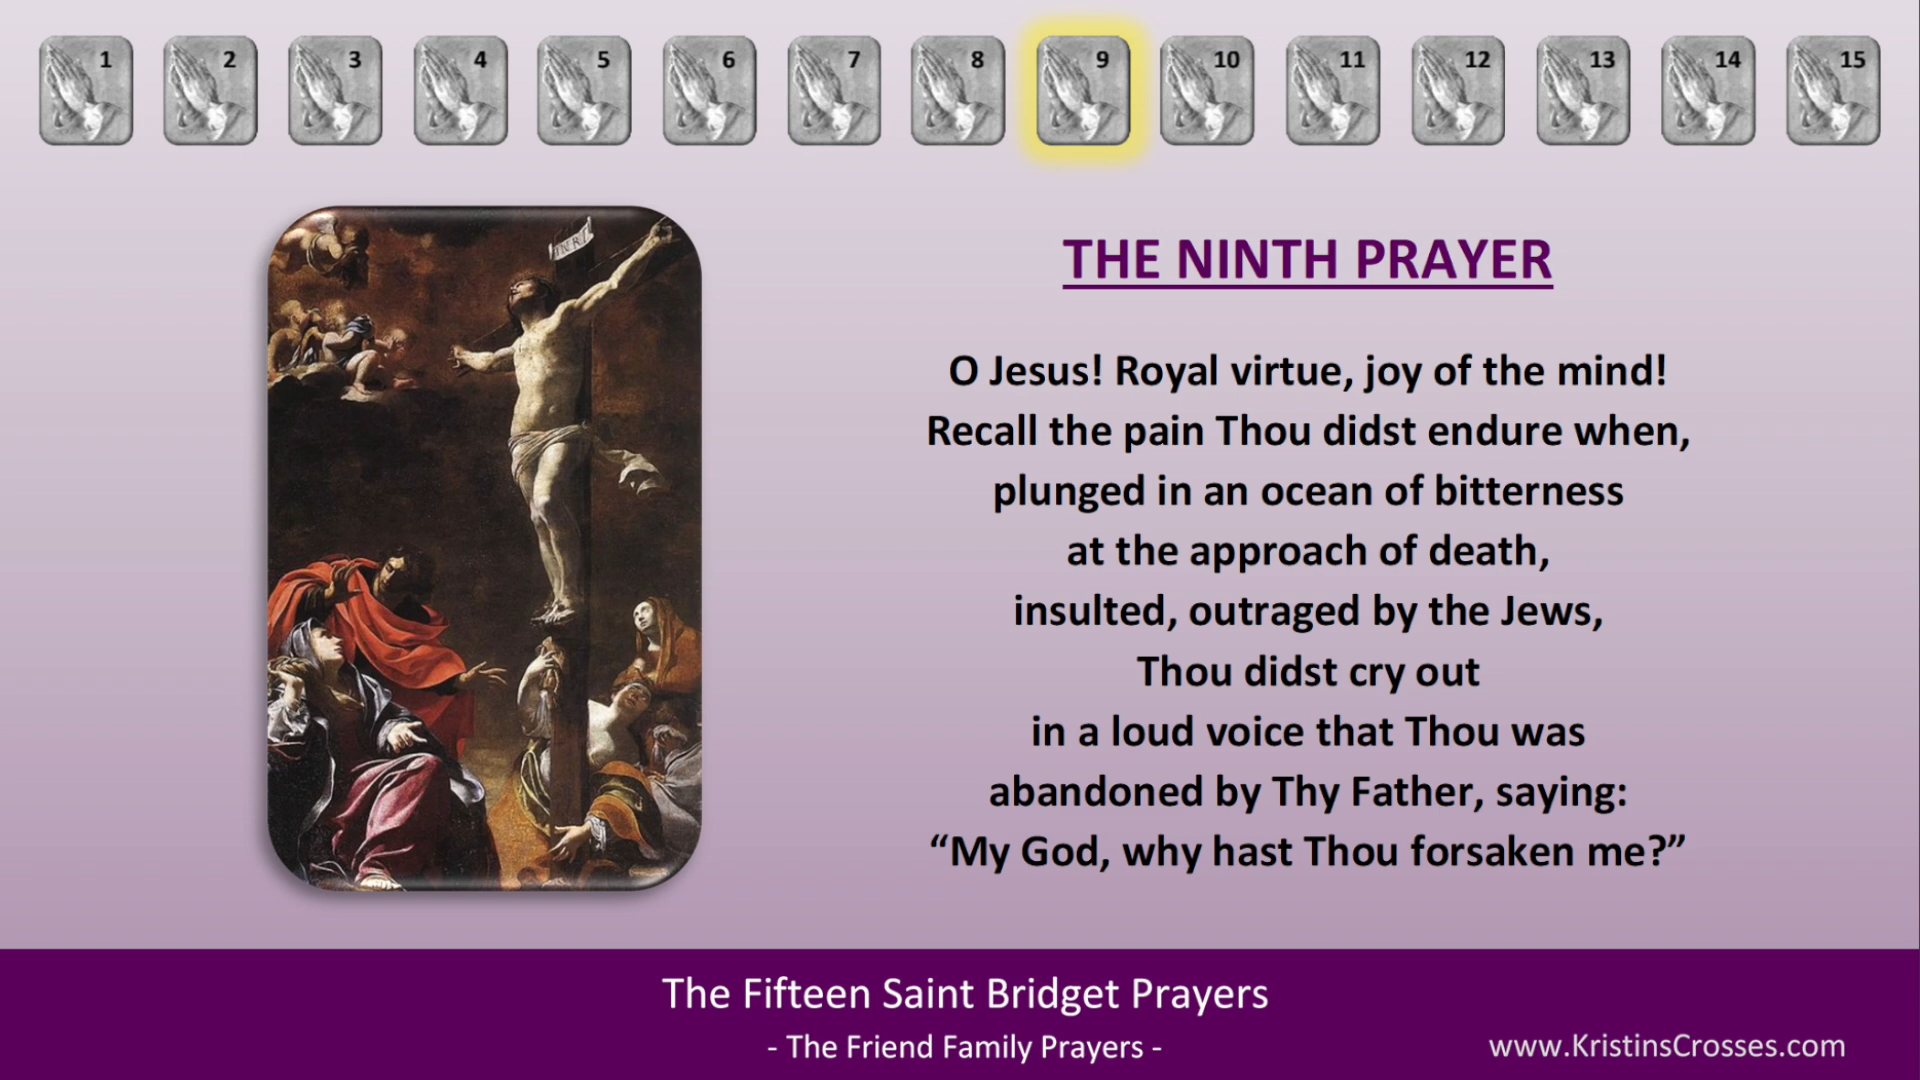 1 2 3 4 5 6 7 8 9 10 11 12 13 14 15
INRI
THE NINTH PRAYER
O Jesus! Royal virtue, joy of the mind!
Recall the pain Thou didst endure when,
plunged in an ocean of bitterness
at the approach of death,
insulted, outraged by the Jews,
Thou didst cry out
in a loud voice that Thou was
abandoned by Thy Father, saying:
“My God, why hast Thou forsaken me?”
The Fifteen Saint Bridget Prayers
- The Friend Family Prayers -
www.KristinsCrosses.com